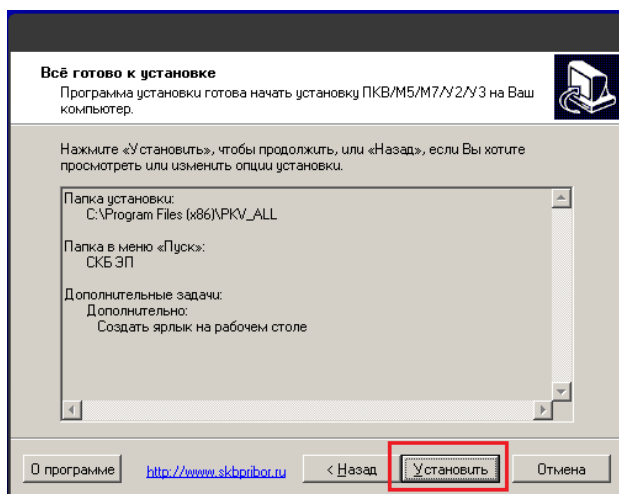 Всё готово к установке
Программа установки готова начать установку ПКВ/М5/М7/У2/У3 на Ваш
компьютер.
Нажмите «Установить», чтобы продолжить, или «Назад», если Вы хотите
просмотреть или изменить опции установки.
Папка установки:
C:\Program Files (x86)\PKV_ALL
Папка в меню «Пуск»:
СКБ ЭП
Дополнительные задачи:
Дополнительно:
Создать ярлык на рабочем столе
О программе http://www.skbpribor.ru < Назад Установить Отмена